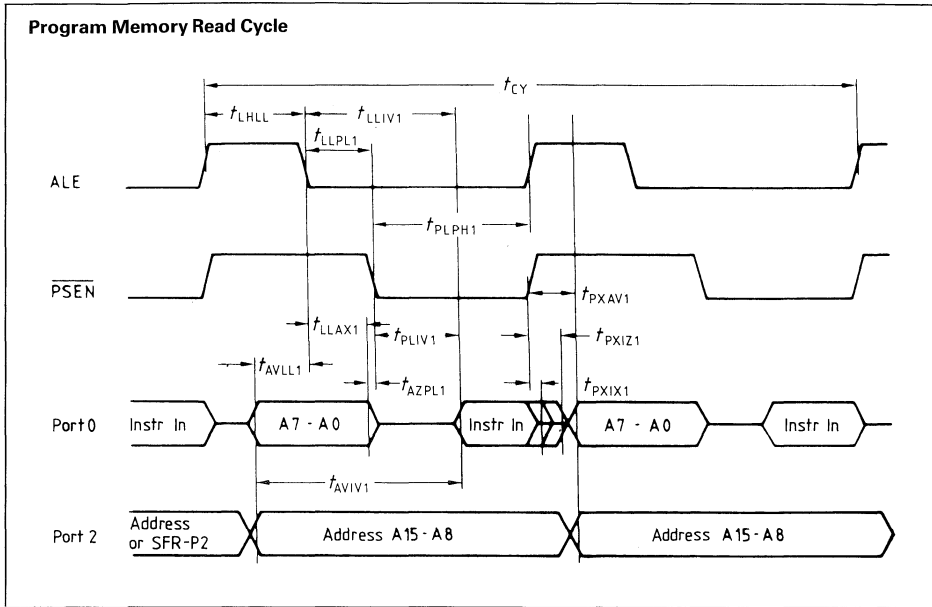 Program Memory Read Cycle
tCY
tLHLL tLLIV1
tLLPL1
ALE
tPLPH1
PSEN
tPXAV1
tLLAX1 tPLIV1 tPXIZ1
tAVLL1
tAZPL1 tPXIX1
Port 0 Instr In A7 - A0 Instr In A7 - A0 Instr In
tAVIV1
Port 2 Address or SFR-P2 Address A15 - A8 Address A15 - A8